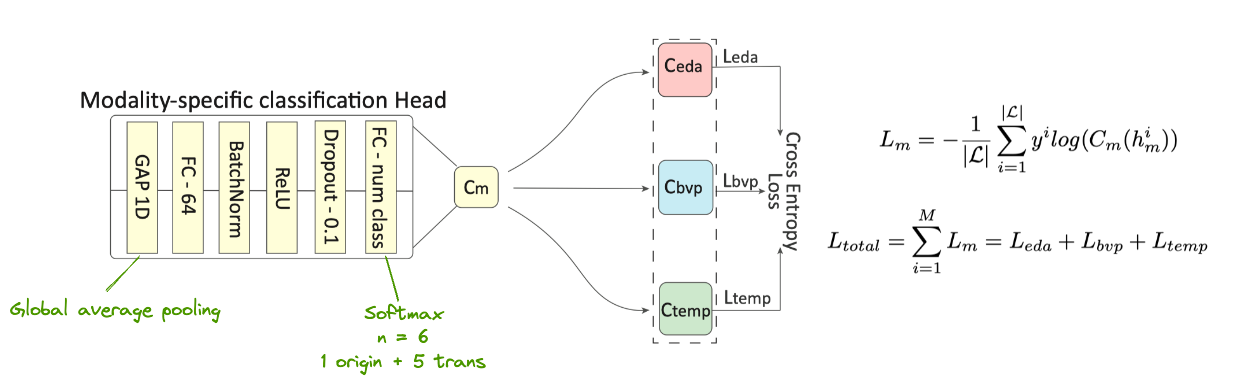 Modality-specific classification Head
GAP 1D
FC - 64
BatchNorm
ReLU
Dropout - 0.1
FC - num class
Global average pooling
Softmax
n = 6
1 origin + 5 trans
Cm
Ceda
Cbvp
Ctemp
Leda
Lbvp
Ltemp
Cross Entropy
Loss
L_m = -\frac{1}{|\mathcal{L}|} \sum_{i=1}^{|\mathcal{L}|} y^i log(C_m(h_m^i))
L_{total} = \sum_{i=1}^{M} L_m = L_{eda} + L_{bvp} + L_{temp}